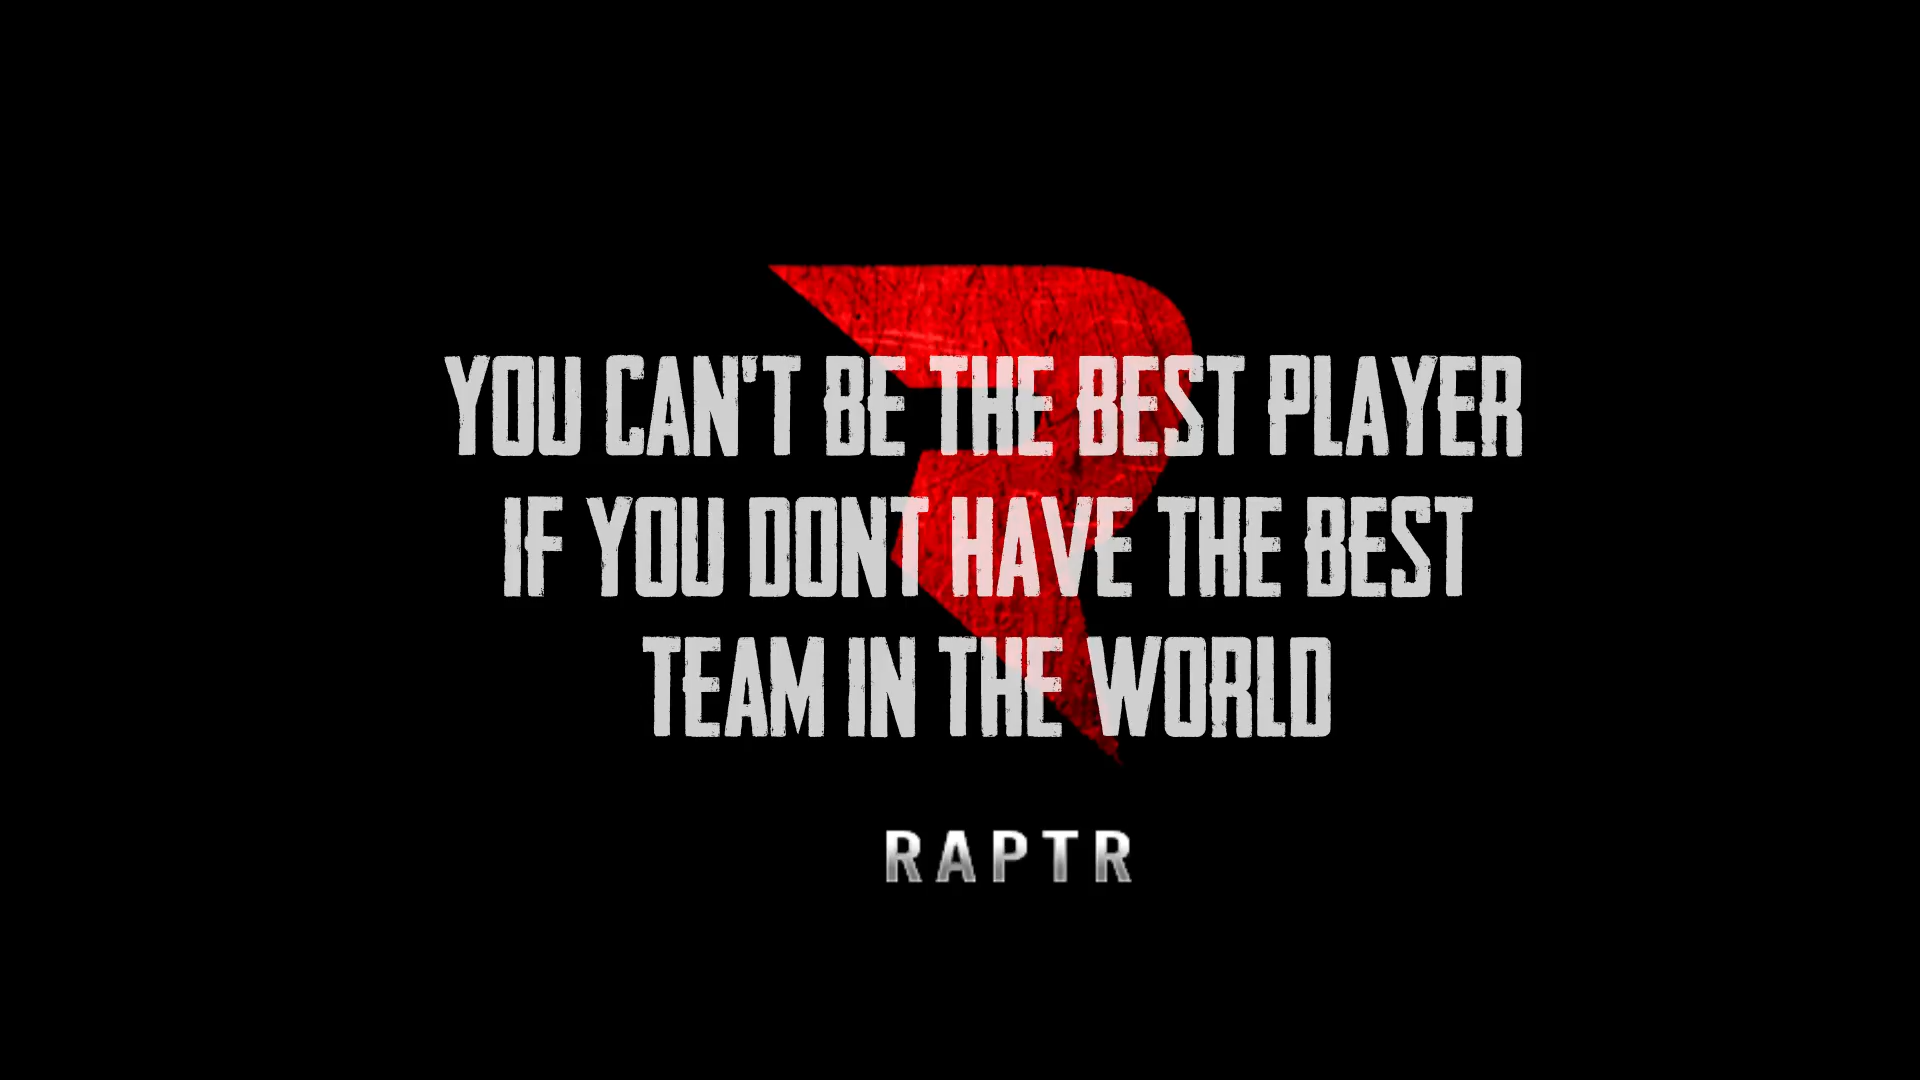 YOU CAN'T BE THE BEST PLAYER
IF YOU DONT HAVE THE BEST
TEAM IN THE WORLD
RAPTR